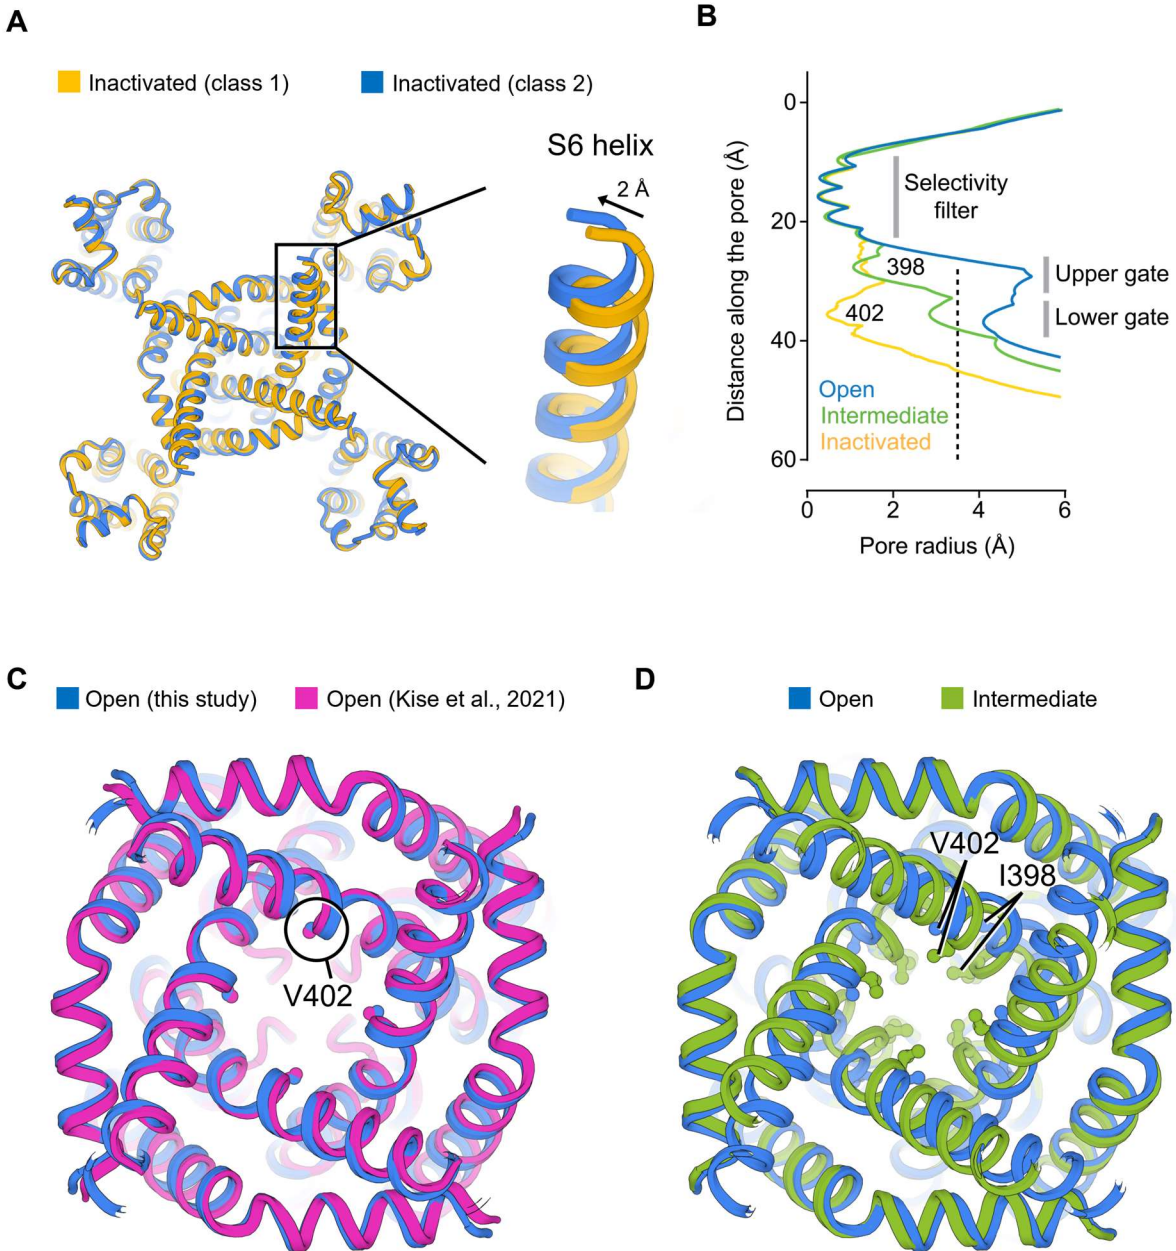 A
Inactivated (class 1)
Inactivated (class 2)
S6 helix
2 Å
B
Distance along the pore (Å)
0
20
40
60
Selectivity
filter
398
Upper gate
402
Lower gate
Open
Intermediate
Inactivated
0
2
4
6
Pore radius (Å)
C
Open (this study)
Open (Kise et al., 2021)
V402
D
Open
Intermediate
V402
I398